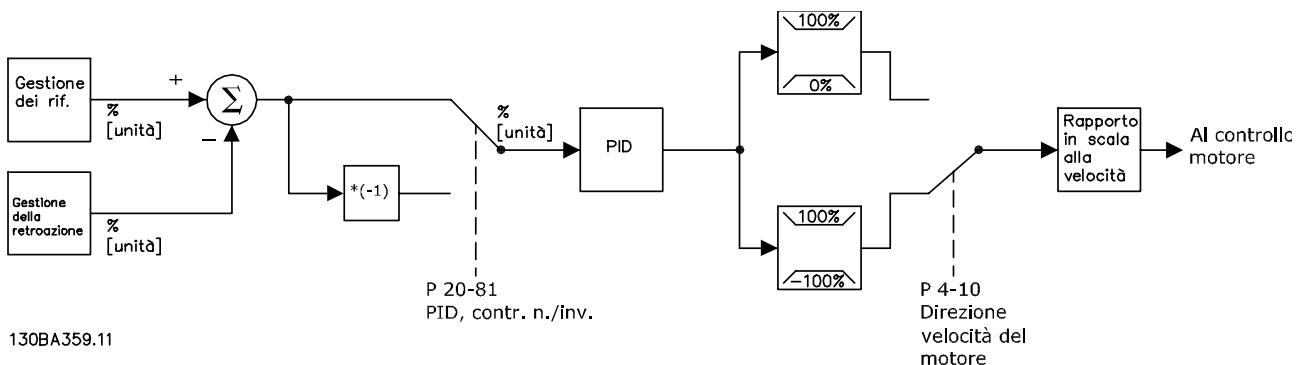 Gestione
dei rif.
%
[unità]
+
−
Σ
Gestione
della
retroazione
%
[unità]
*(-1)
%
[unità]
P 20-81
PID, contr. n./inv.
PID
100%
0%
100%
−100%
P 4-10
Direzione
velocità del
motore
Rapporto
in scala
alla
velocità
Al controllo
motore
130BA359.11